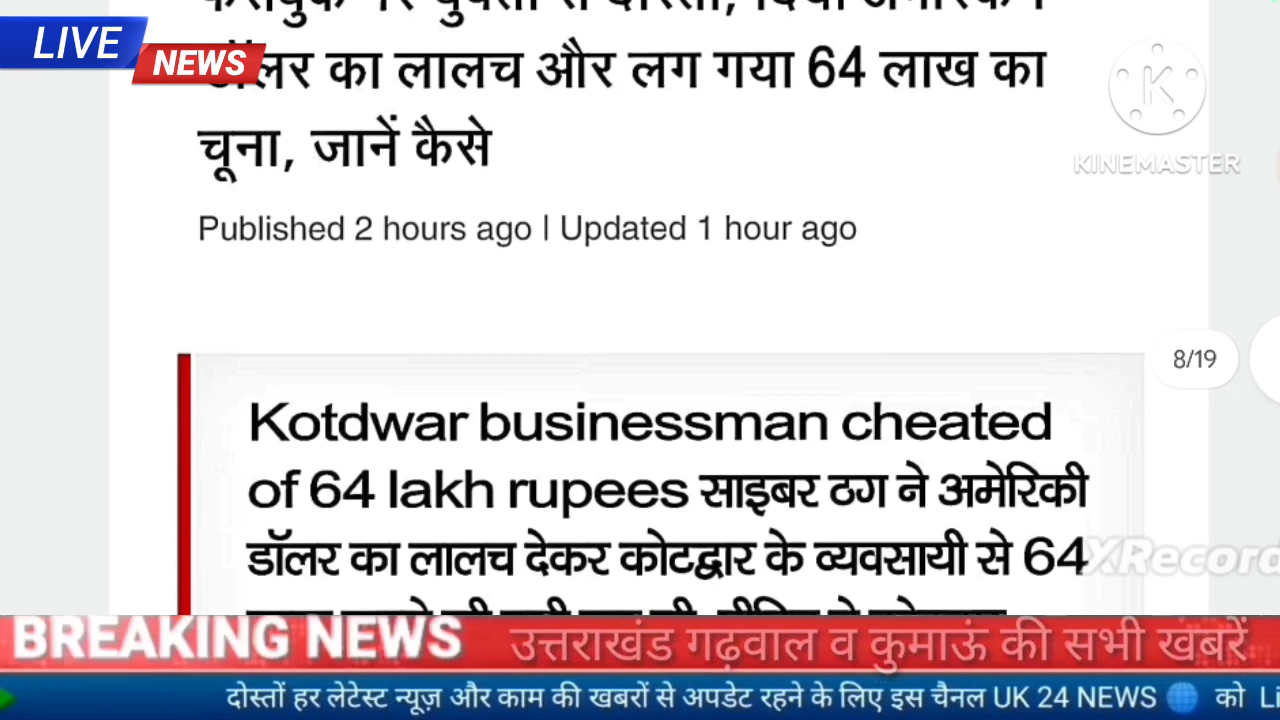 LIVE
NEWS
का लालच और लग गया 64 लाख का
चूना, जानें कैसे
Published 2 hours ago | Updated 1 hour ago
K
KINEMASTER
8/19
Kotdwar businessman cheated
of 64 lakh rupees साइबर ठग ने अमेरिकी
डॉलर का लालच देकर कोटद्वार के व्यवसायी से 64
XRecord
BREAKING NEWS उत्तराखंड गढ़वाल व कुमाऊं की सभी खबरें
दोस्तों हर लेटेस्ट न्यूज़ और काम की खबरों से अपडेट रहने के लिए इस चैनल UK 24 NEWS को Li